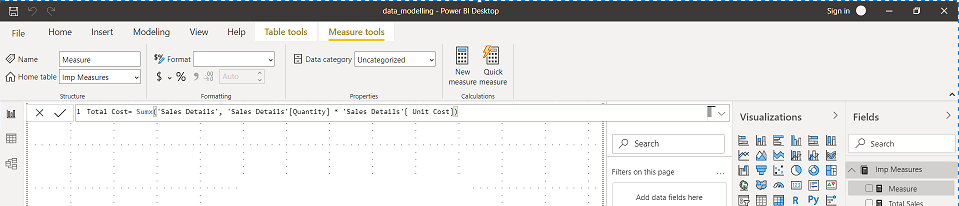 data_modelling - Power BI Desktop
Sign in
File Home Insert Modeling View Help Table tools Measure tools
Name Measure
Format
Data category Uncategorized
New measure
Quick measure
Home table Imp Measures
$ % Auto
Structure Formatting Properties Calculations
1 Total Cost= Sumx('Sales Details', 'Sales Details'[Quantity] * 'Sales Details'[ Unit Cost])
Search
Filters on this page ...
Add data fields here
Visualizations
R Py
Fields
Search
Imp Measures
Measure
Total Sales